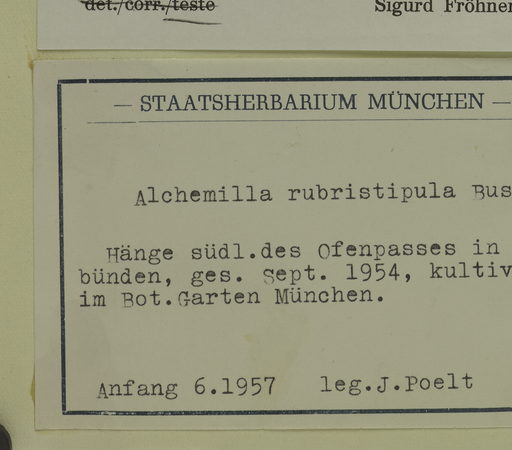 det./corr./teste Sigurd Fröhner
— STAATSHERBARIUM MÜNCHEN —
Alchemilla rubristipula Bus
Hänge südl.des Ofenpasses in
bünden, ges. Sept. 1954, kultiv
im Bot.Garten München.
Anfang 6.1957 leg.J.Poelt